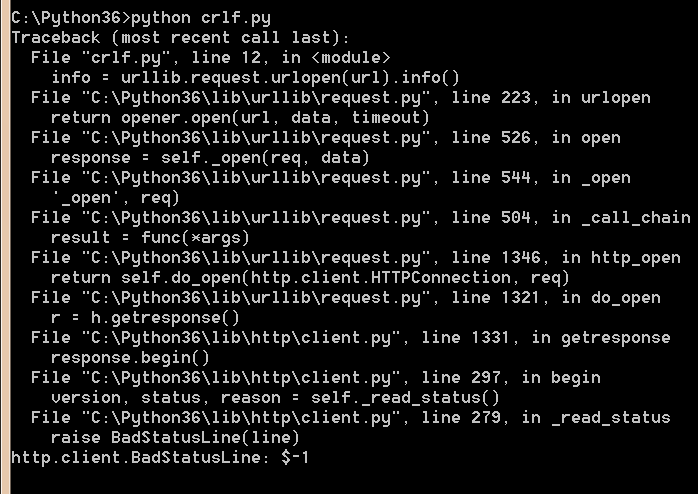 C:\Python36>python crlf.py
Traceback (most recent call last):
  File "crlf.py", line 12, in <module>
    info = urllib.request.urlopen(url).info()
  File "C:\Python36\lib\urllib\request.py", line 223, in urlopen
    return opener.open(url, data, timeout)
  File "C:\Python36\lib\urllib\request.py", line 526, in open
    response = self._open(req, data)
  File "C:\Python36\lib\urllib\request.py", line 544, in _open
    '_open', req)
  File "C:\Python36\lib\urllib\request.py", line 504, in _call_chain
    result = func(*args)
  File "C:\Python36\lib\urllib\request.py", line 1346, in http_open
    return self.do_open(http.client.HTTPConnection, req)
  File "C:\Python36\lib\urllib\request.py", line 1321, in do_open
    r = h.getresponse()
  File "C:\Python36\lib\http\client.py", line 1331, in getresponse
    response.begin()
  File "C:\Python36\lib\http\client.py", line 297, in begin
    version, status, reason = self._read_status()
  File "C:\Python36\lib\http\client.py", line 279, in _read_status
    raise BadStatusLine(line)
http.client.BadStatusLine: $-1